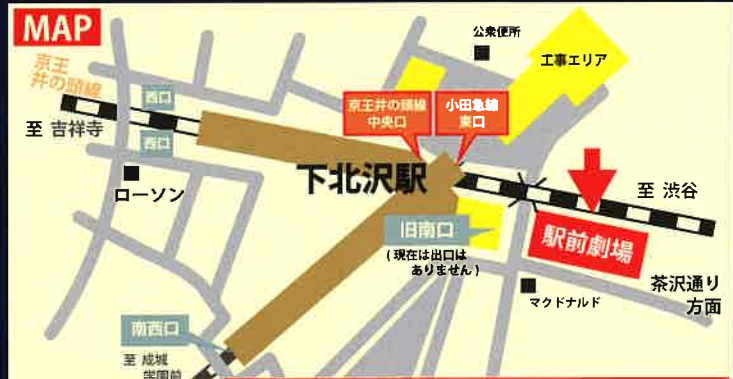 MAP
公衆便所
工事エリア
京王
井の頭線
西口
京王井の頭線
中央口
小田急線
東口
至 吉祥寺
西口
ローソン
下北沢駅
至 渋谷
旧南口
(現在は出口は
ありません)
駅前劇場
茶沢通り
方面
マクドナルド
南西口
至 成城
学園前